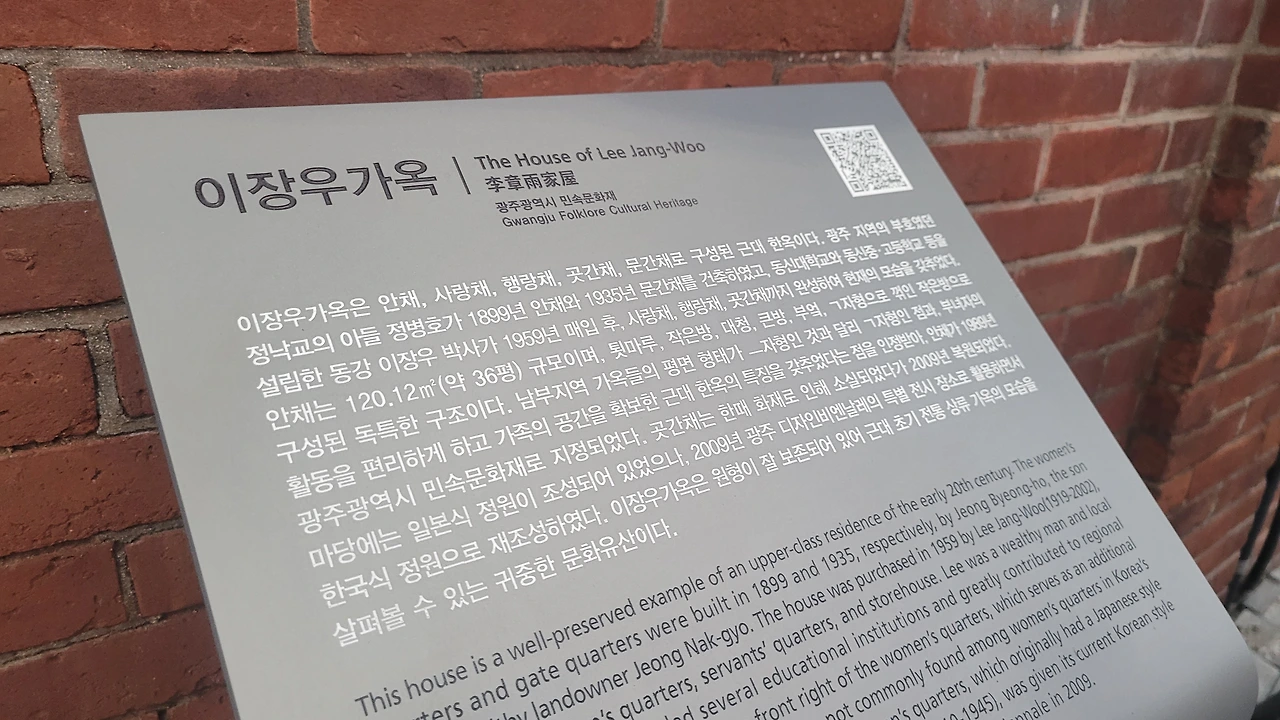 이장우가옥
The House of Lee Jang-Woo
李章雨家屋
광주광역시 민속문화재
Gwangju Folklore Cultural Heritage
이장우가옥은 안채, 사랑채, 행랑채, 곳간채, 문간채로 구성된 근대 한옥이다. 광주 지역의 부호였던
정낙교의 아들 정병호가 1899년 안채와 1935년 문간채를 건축하였고, 동신대학교와 동신중·고등학교 등을
설립한 동강 이장우 박사가 1959년 매입 후, 사랑채, 행랑채, 곳간채까지 완성하여 현재의 모습을 갖추었다.
안채는 120.12㎡(약 36평) 규모이며, 툇마루, 작은방, 대청, 큰방, 부엌, ㄱ자형으로 꺾인 작은방으로
구성된 독특한 구조이다. 남부지역 가옥들의 평면 형태가 ㅡ자형인 것과 달리 ㄱ자형인 점과, 부녀자의
활동을 편리하게 하고 가족의 공간을 확보한 근대 한옥의 특징을 갖추었다는 점을 인정받아, 안채가 1989년
광주광역시 민속문화재로 지정되었다. 곳간채는 한때 화재로 인해 소실되었다가 2009년 복원되었다.
마당에는 일본식 정원이 조성되어 있었으나, 2009년 광주 디자인비엔날레의 특별 전시 장소로 활용하면서
한국식 정원으로 재조성하였다. 이장우가옥은 원형이 잘 보존되어 있어 근대 초기 전통 상류 가옥의 모습을
살펴볼 수 있는 귀중한 문화유산이다.
This house is a well-preserved example of an upper-class residence of the early 20th century. The women's
and gate quarters were built in 1899 and 1935, respectively, by Jeong Byeong-ho, the son
landowner Jeong Nak-gyo. The house was purchased in 1959 by Lee Jang-Woo(1919-2002),
quarters, servants' quarters, and storehouse. Lee was a wealthy man and local
several educational institutions and greatly contributed to regional
front right of the women's quarters, which serves as an additional
not commonly found among women's quarters in Korea's
quarters, which originally had a Japanese style
-1945), was given its current Korean style
in 2009.